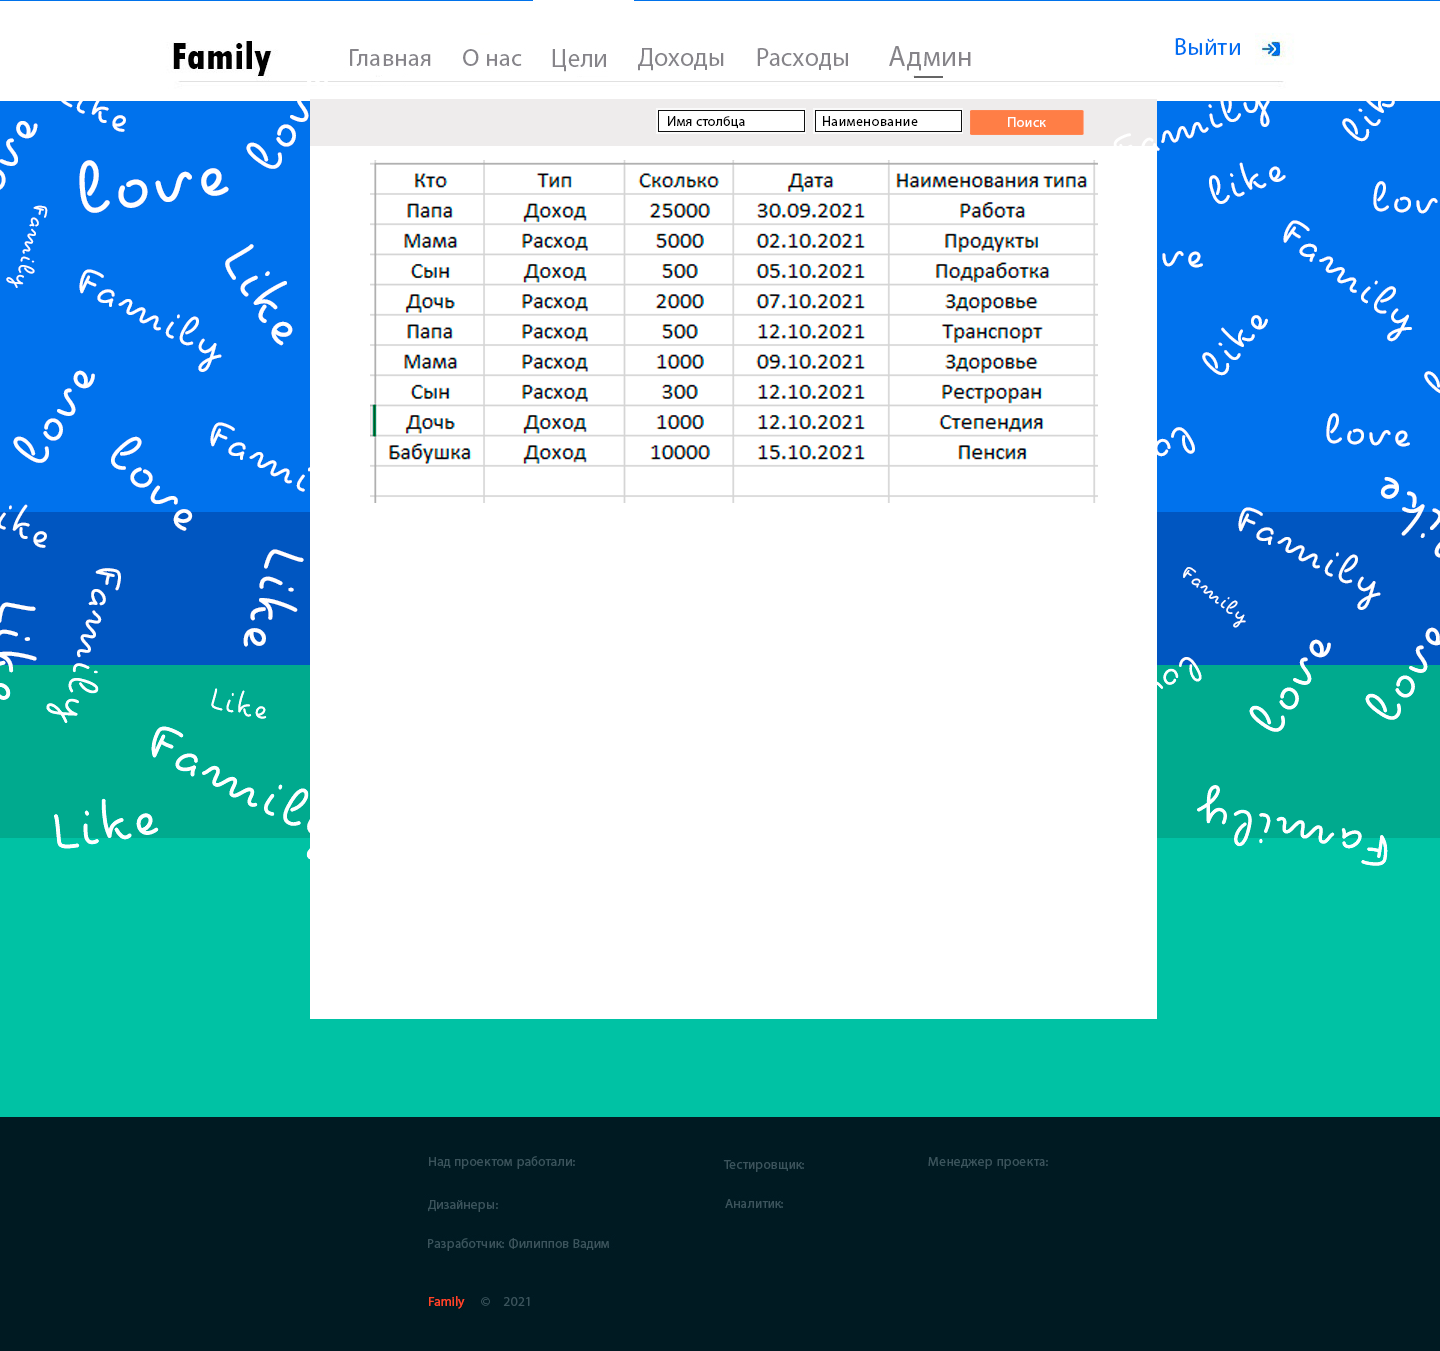 Family Главная О нас Цели Доходы Расходы Админ Выйти
Имя столбца Наименование Поиск
Кто Тип Сколько Дата Наименования типа
Папа Доход 25000 30.09.2021 Работа
Мама Расход 5000 02.10.2021 Продукты
Сын Доход 500 05.10.2021 Подработка
Дочь Расход 2000 07.10.2021 Здоровье
Папа Расход 500 12.10.2021 Транспорт
Мама Расход 1000 09.10.2021 Здоровье
Сын Расход 300 12.10.2021 Рестроран
Дочь Доход 1000 12.10.2021 Степендия
Бабушка Доход 10000 15.10.2021 Пенсия
Like
love
love
Family
Like
Family
love
love
Like
Family
Like
Family
Like
Family
like
Family
like
love
Family
Family
love
love
Family
Над проектом работали: Тестировщик: Менеджер проекта:
Дизайнеры: Аналитик:
Разработчик: Филиппов Вадим
Family © 2021